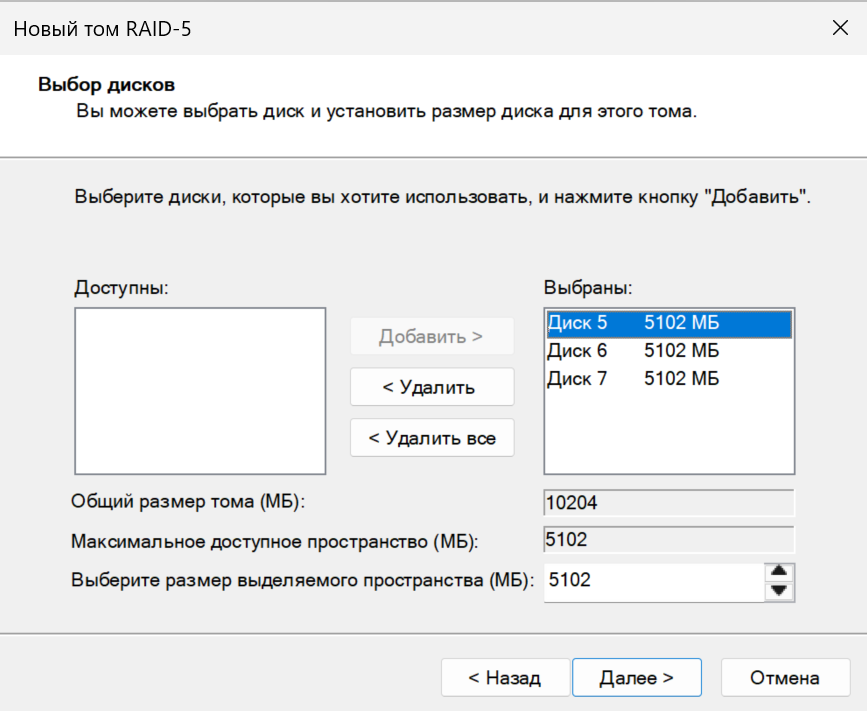 Новый том RAID-5
Выбор дисков
Вы можете выбрать диск и установить размер диска для этого тома.
Выберите диски, которые вы хотите использовать, и нажмите кнопку "Добавить".
Доступны:
Выбраны:
Добавить >
< Удалить
< Удалить все
Диск 5 5102 МБ
Диск 6 5102 МБ
Диск 7 5102 МБ
Общий размер тома (МБ): 10204
Максимальное доступное пространство (МБ): 5102
Выберите размер выделяемого пространства (МБ): 5102
< Назад Далее > Отмена